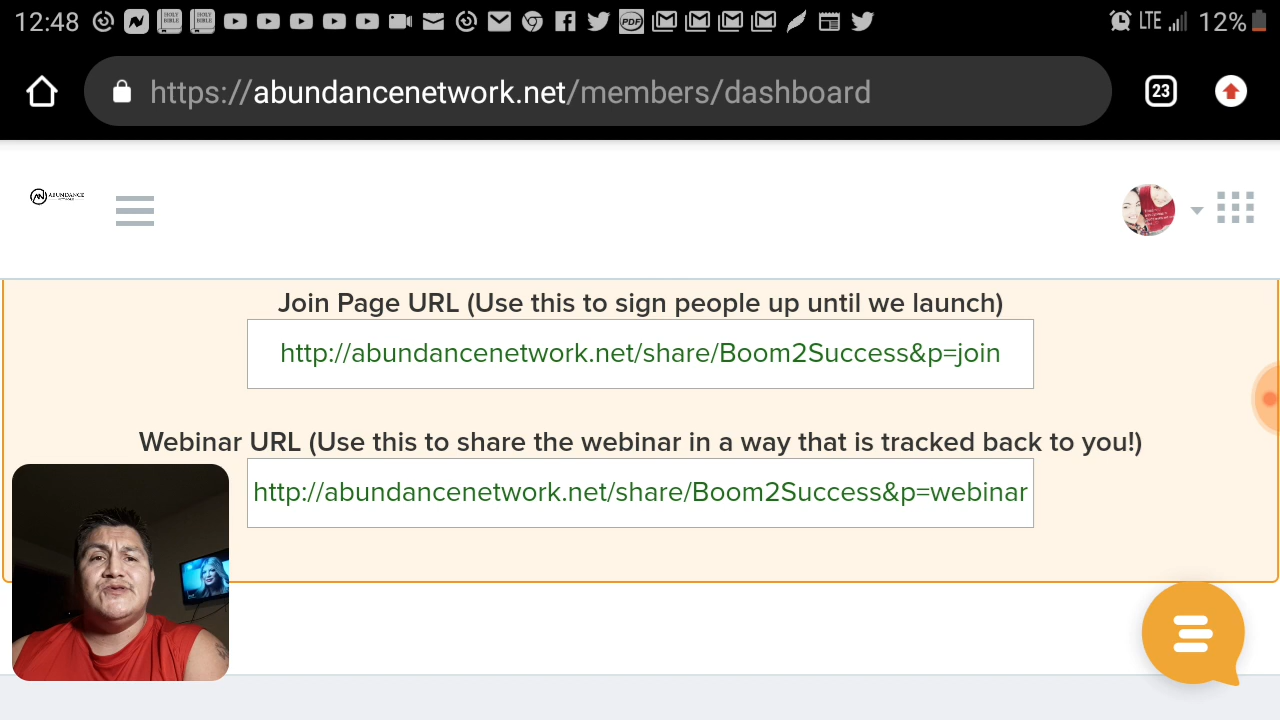 12:48
LTE
12%
https://abundancenetwork.net/members/dashboard
23
ABUNDANCE
Join Page URL (Use this to sign people up until we launch)
http://abundancenetwork.net/share/Boom2Success&p=join
Webinar URL (Use this to share the webinar in a way that is tracked back to you!)
http://abundancenetwork.net/share/Boom2Success&p=webinar